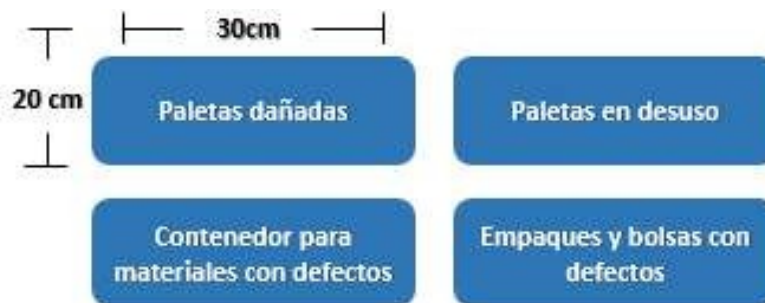 30cm
20 cm
Paletas dañadas
Paletas en desuso
Contenedor para
materiales con defectos
Empaques y bolsas con
defectos